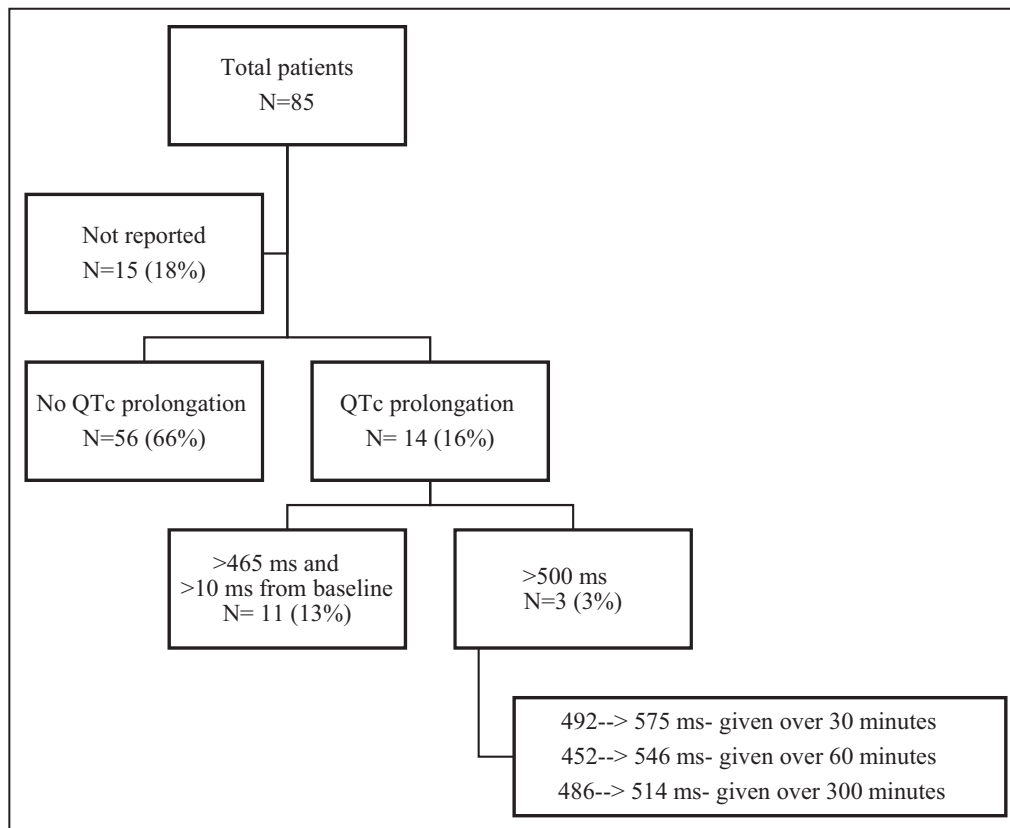 Total patients
N=85
Not reported
N=15 (18%)
No QTc prolongation
N=56 (66%)
QTc prolongation
N= 14 (16%)
>465 ms and
>10 ms from baseline
N= 11 (13%)
>500 ms
N=3 (3%)
492--> 575 ms- given over 30 minutes
452--> 546 ms- given over 60 minutes
486--> 514 ms- given over 300 minutes